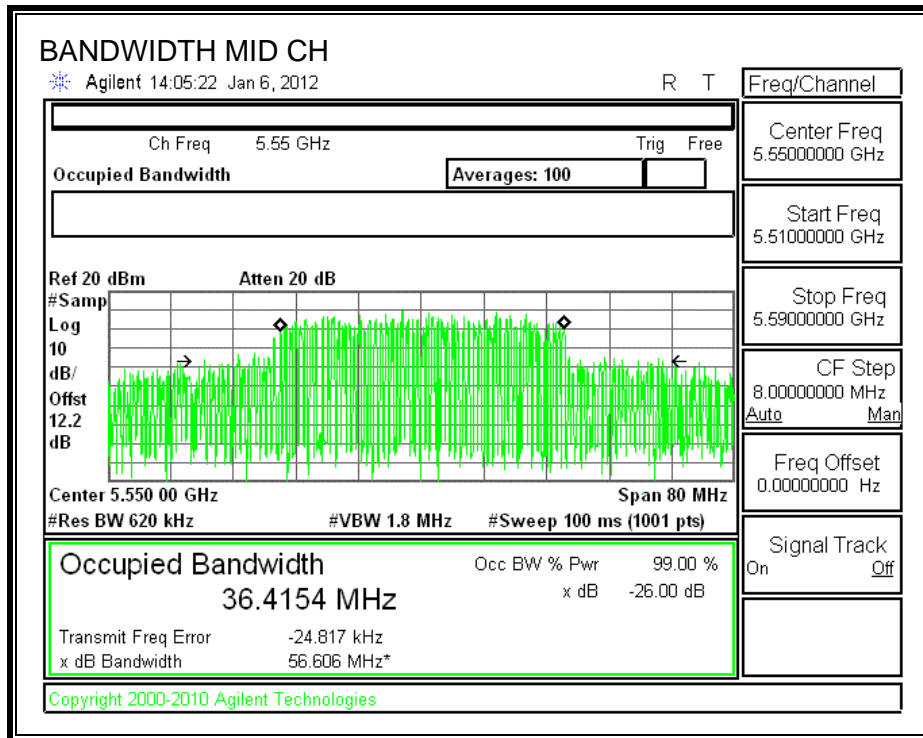 BANDWIDTH MID CH
Agilent 14:05:22 Jan 6, 2012 R T
Freq/Channel
Ch Freq 5.55 GHz Trig Free
Occupied Bandwidth Averages: 100
Center Freq
5.55000000 GHz
Start Freq
5.51000000 GHz
Stop Freq
5.59000000 GHz
CF Step
8.00000000 MHz
Auto Man
Freq Offset
0.00000000 Hz
Signal Track
On Off
Ref 20 dBm Atten 20 dB
#Samp
Log
10
dB/
Offst
12.2
dB
Center 5.550 00 GHz Span 80 MHz
#Res BW 620 kHz #VBW 1.8 MHz #Sweep 100 ms (1001 pts)
Occupied Bandwidth Occ BW % Pwr 99.00 %
36.4154 MHz x dB -26.00 dB
Transmit Freq Error -24.817 kHz
x dB Bandwidth 56.606 MHz*
Copyright 2000-2010 Agilent Technologies